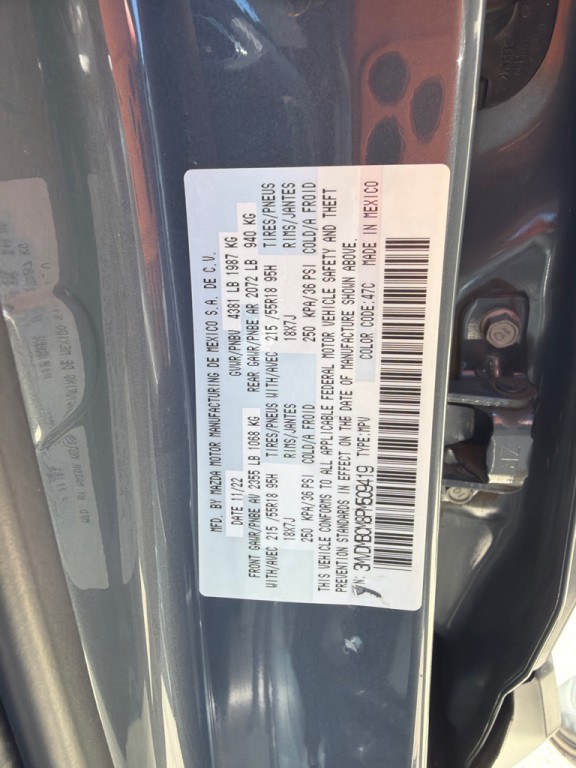 MFD. BY MAZDA MOTOR MANUFACTURING DE MEXICO S.A. DE C.V.
DATE 11/22 GVWR/PNBV 4381 LB 1987 KG
FRONT GAWR/PNBE AV 2355 LB 1068 KG REAR GAWR/PNBE AR 2072 LB 940 KG
TIRES/PNEUS WITH/AVEC 215 /55R18 95H TIRES/PNEUS
WITH/AVEC 215 /55R18 95H RIMS/JANTES 18X7J RIMS/JANTES
18X7J COLD/A FROID 250 KPA/36 PSI COLD/A FROID
250 KPA/36 PSI
THIS VEHICLE CONFORMS TO ALL APPLICABLE FEDERAL MOTOR VEHICLE SAFETY AND THEFT
PREVENTION STANDARDS IN EFFECT ON THE DATE OF MANUFACTURE SHOWN ABOVE.
3MVDMBCM8PM509419 TYPE:MPV COLOR CODE:47C MADE IN MEXICO